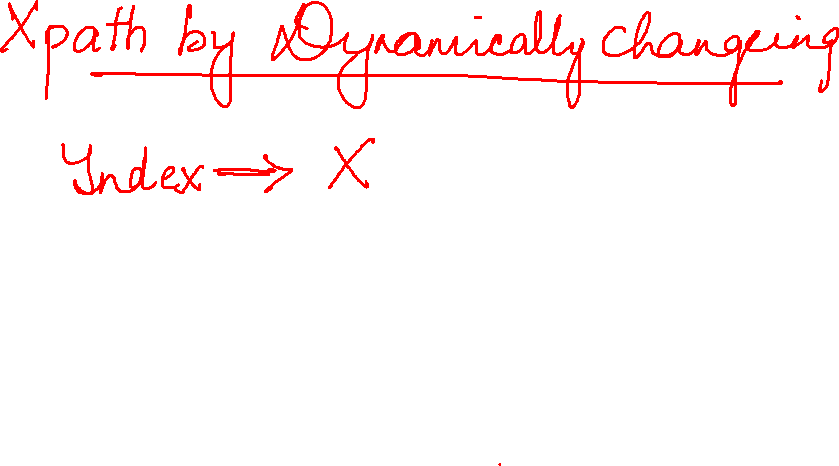 Xpath by Dynamically changeing
Index ⇒ X